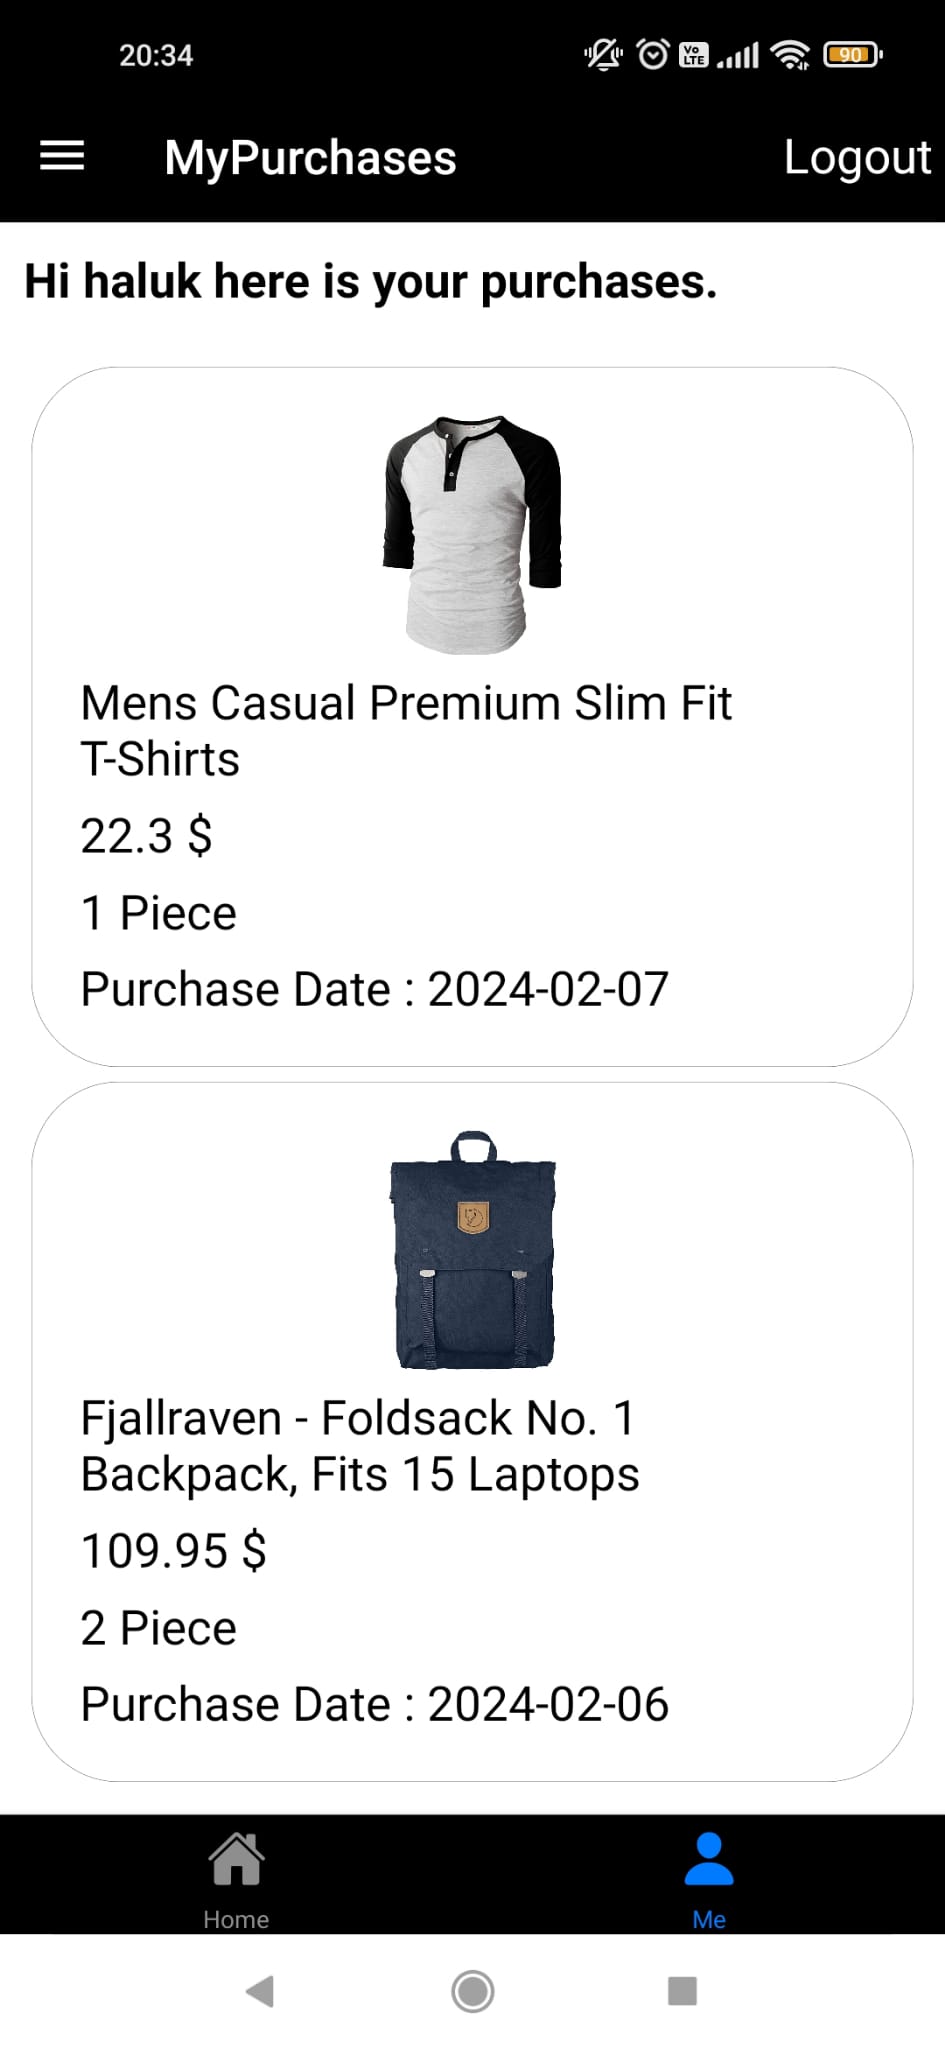 20:34
Vo
LTE
90
MyPurchases
Logout
Hi haluk here is your purchases.
Mens Casual Premium Slim Fit
T-Shirts
22.3 $
1 Piece
Purchase Date : 2024-02-07
Fjallraven - Foldsack No. 1
Backpack, Fits 15 Laptops
109.95 $
2 Piece
Purchase Date : 2024-02-06
Home
Me